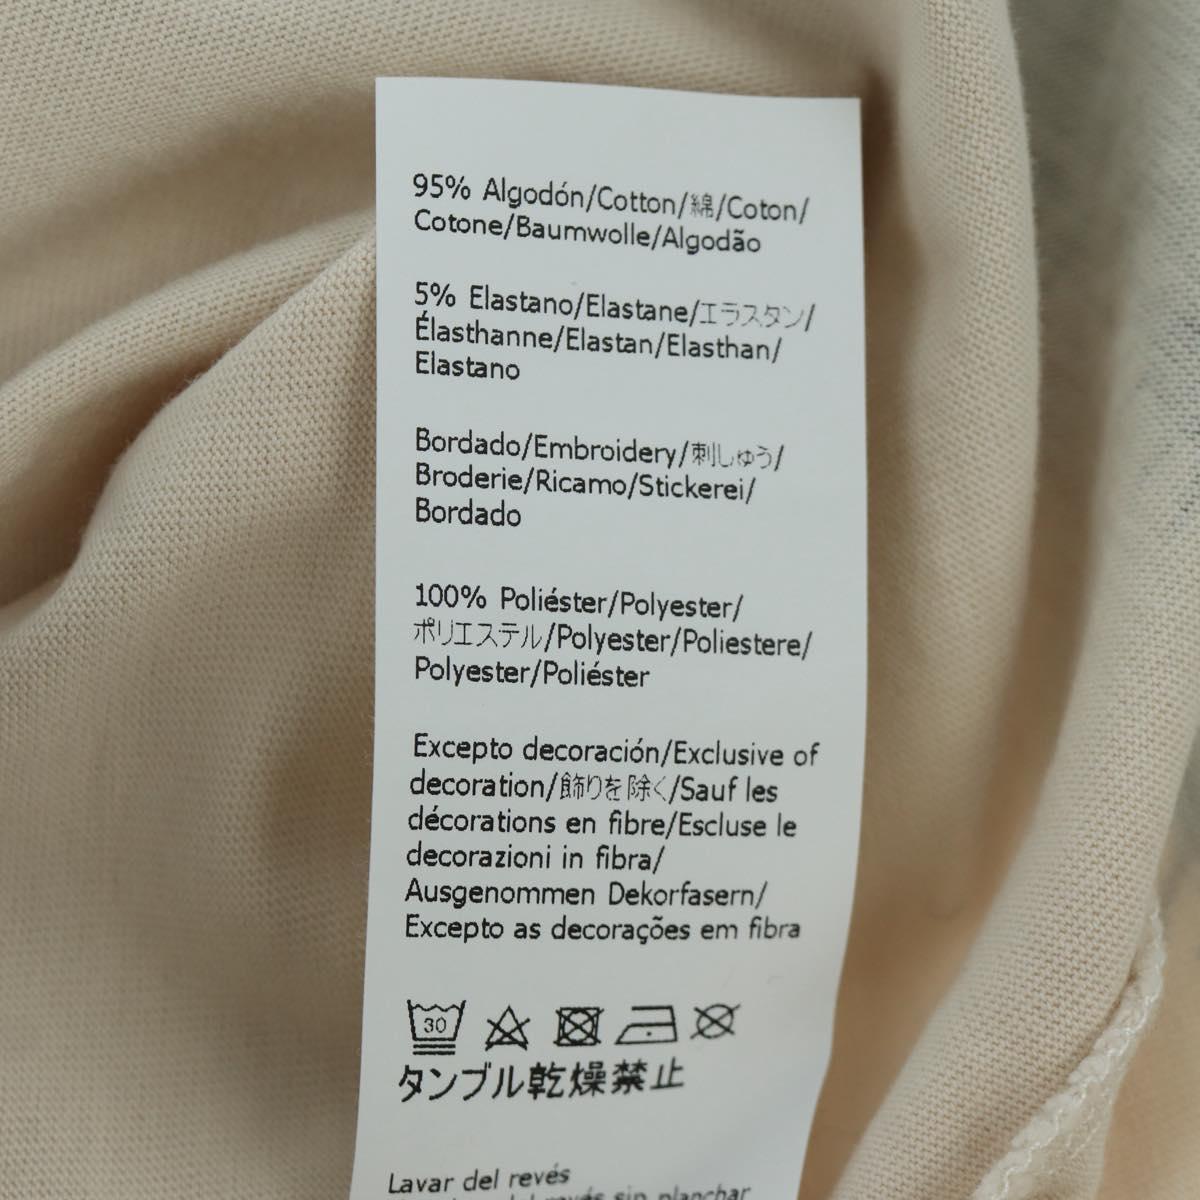 95% Algodón/Cotton/綿/Coton/
Cotone/Baumwolle/Algodão
5% Elastano/Elastane/エラスタン/
Élasthanne/Elastan/Elasthan/
Elastano
Bordado/Embroidery/刺しゅう/
Broderie/Ricamo/Stickerei/
Bordado
100% Poliéster/Polyester/
ポリエステル/Polyester/Poliestere/
Polyester/Poliéster
Excepto decoración/Exclusive of
decoration/飾りを除く/Sauf les
décorations en fibre/Escluse le
decorazioni in fibra/
Ausgenommen Dekorfasern/
Excepto as decorações em fibra
30
タンブル乾燥禁止
Lavar del revés
del revés sin planchar